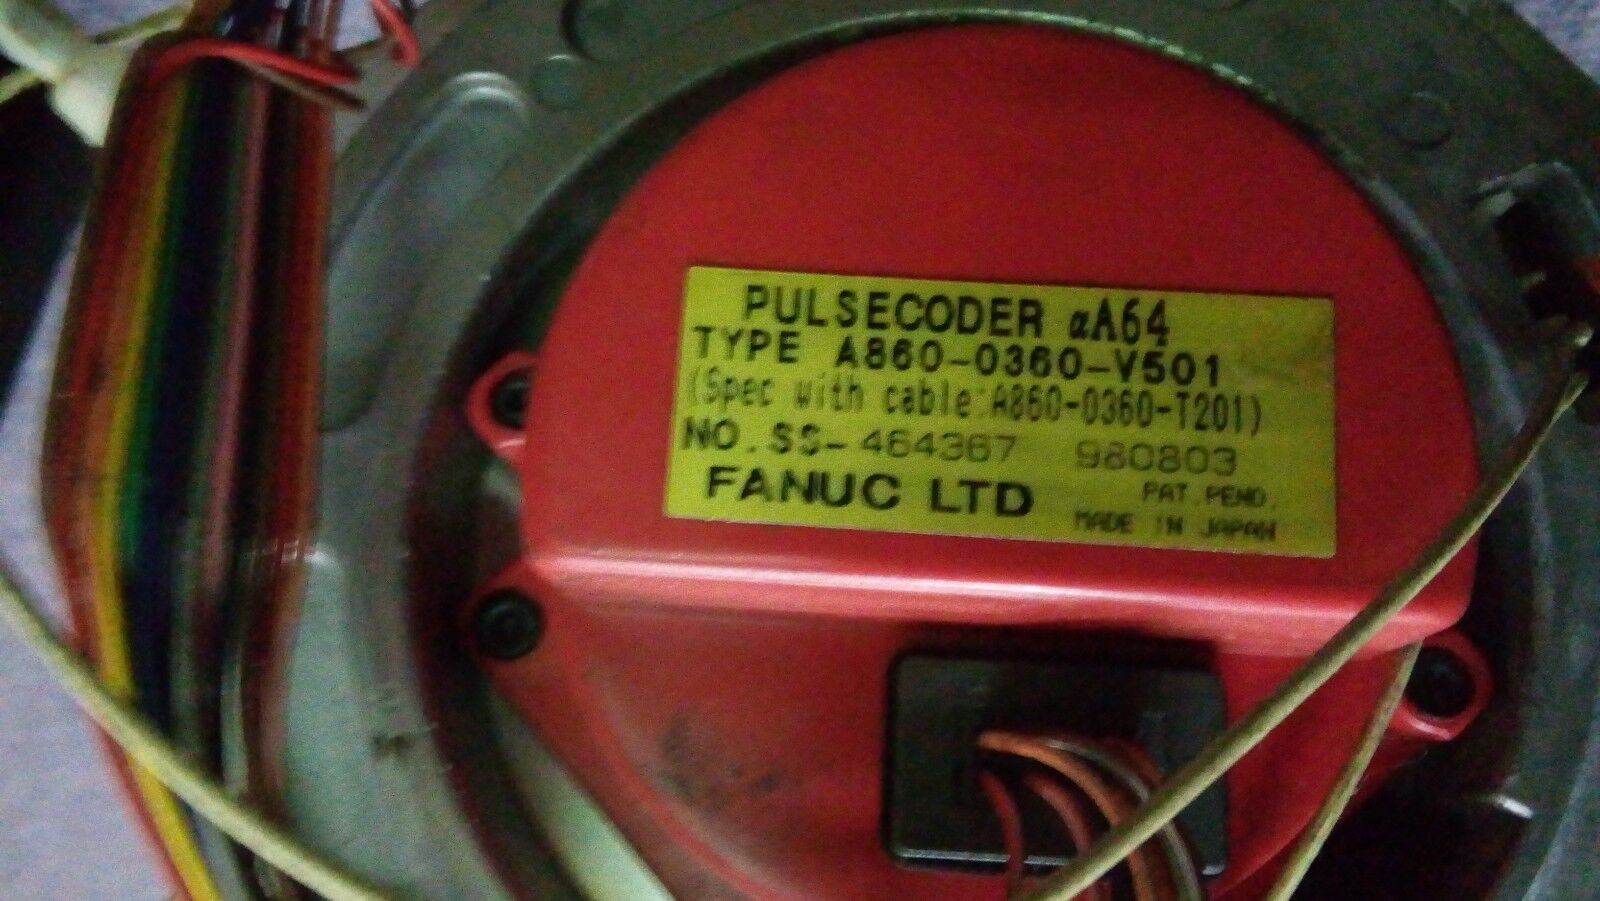 PULSECODER αA64
TYPE A860-0360-V501
(Spec with cable:A860-0360-T201)
NO. SS-464367 980803
FANUC LTD PAT. PEND.
MADE IN JAPAN